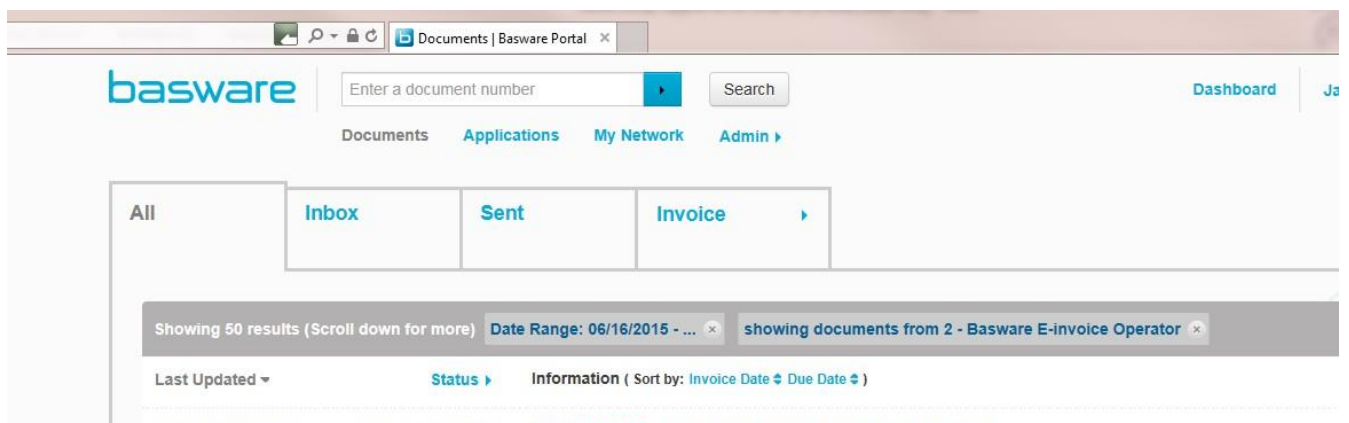 Documents | Basware Portal
basware
Enter a document number
Search
Dashboard
Ja
Documents Applications My Network Admin
All Inbox Sent Invoice
Showing 50 results (Scroll down for more) Date Range: 06/16/2015 - ... showing documents from 2 - Basware E-invoice Operator
Last Updated Status Information ( Sort by: Invoice Date Due Date )